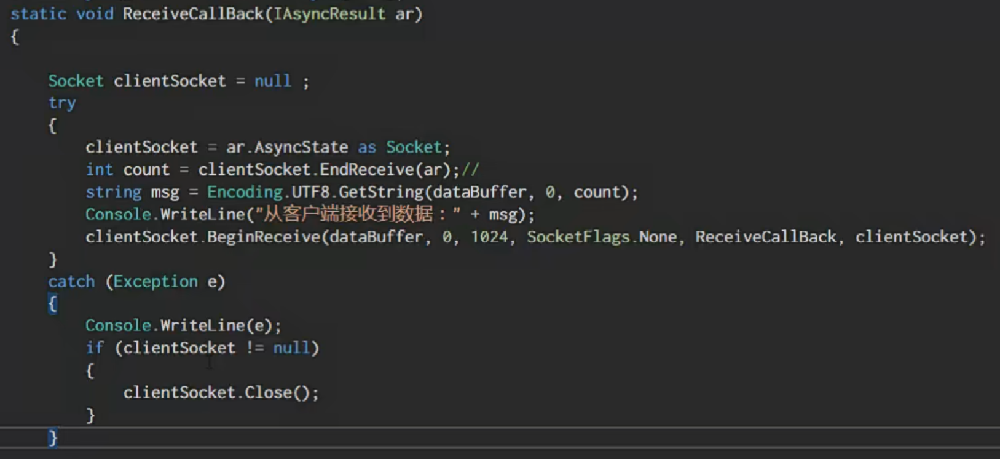 static void ReceiveCallBack(IAsyncResult ar)
{
Socket clientSocket = null ;
try
{
clientSocket = ar.AsyncState as Socket;
int count = clientSocket.EndReceive(ar);//
string msg = Encoding.UTF8.GetString(dataBuffer, 0, count);
Console.WriteLine("从客户端接收到数据：" + msg);
clientSocket.BeginReceive(dataBuffer, 0, 1024, SocketFlags.None, ReceiveCallBack, clientSocket);
}
catch (Exception e)
{
Console.WriteLine(e);
if (clientSocket != null)
{
clientSocket.Close();
}
}